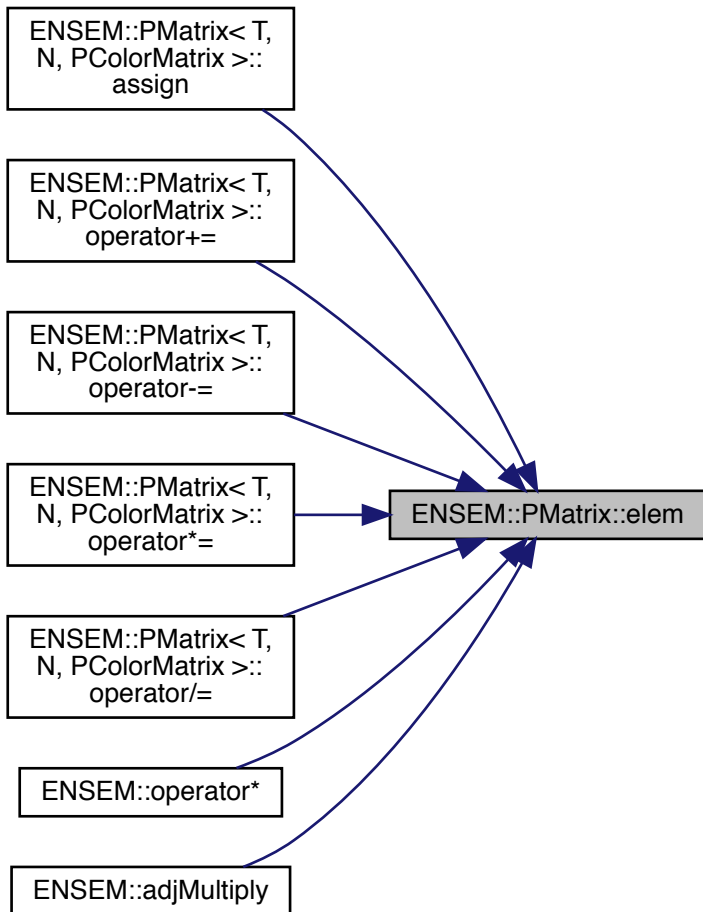 ENSEM::PMatrix< T,
N, PColorMatrix >::
assign
ENSEM::PMatrix< T,
N, PColorMatrix >::
operator+=
ENSEM::PMatrix< T,
N, PColorMatrix >::
operator-=
ENSEM::PMatrix< T,
N, PColorMatrix >::
operator*=
ENSEM::PMatrix::elem
ENSEM::PMatrix< T,
N, PColorMatrix >::
operator/=
ENSEM::operator*
ENSEM::adjMultiply